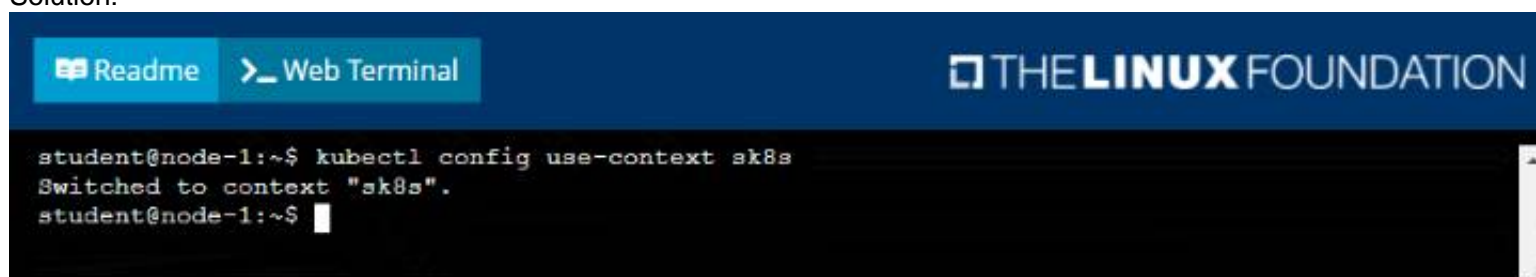 Solution:
Readme >_ Web Terminal THE LINUX FOUNDATION
student@node-1:~$ kubectl config use-context sk8s
Switched to context "sk8s".
student@node-1:~$